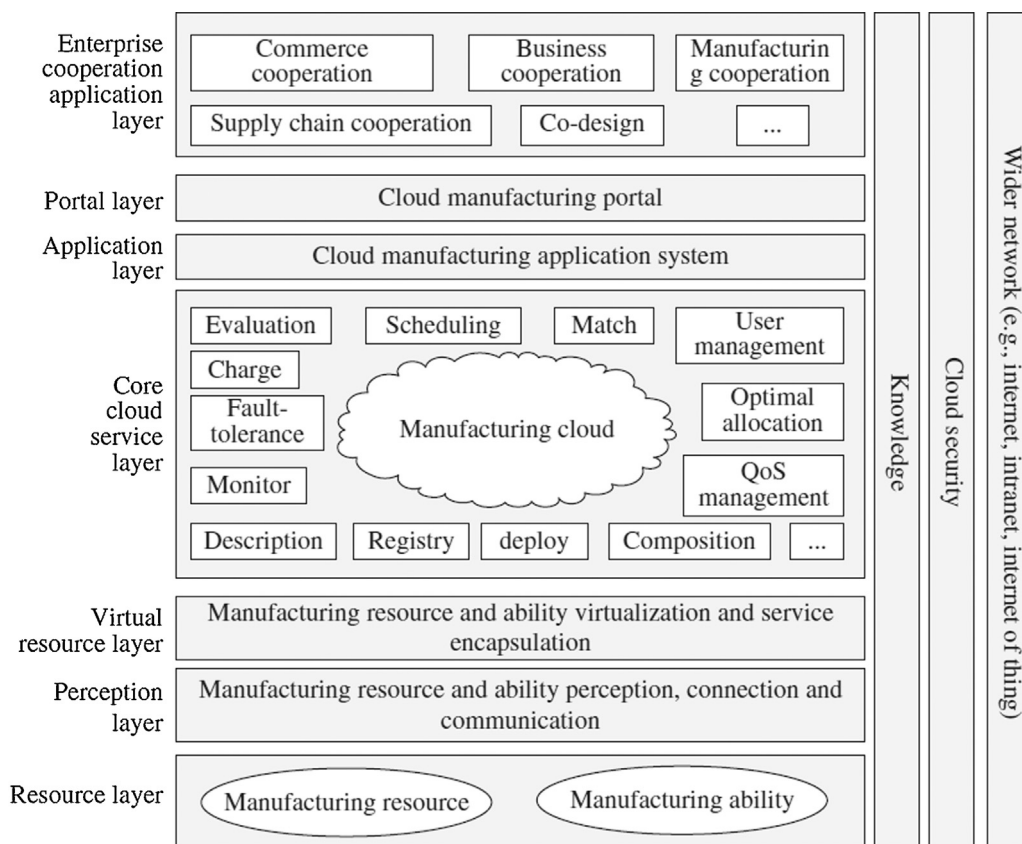 Enterprise
cooperation
application
layer
Commerce
cooperation
Business
cooperation
Manufacturin
g cooperation
Supply chain cooperation
Co-design
...
Portal layer
Cloud manufacturing portal
Application
layer
Cloud manufacturing application system
Core
cloud
service
layer
Evaluation
Scheduling
Match
User
management
Charge
Fault-
tolerance
Manufacturing cloud
Optimal
allocation
Monitor
QoS
management
Description
Registry
deploy
Composition
...
Virtual
resource layer
Manufacturing resource and ability virtualization and service
encapsulation
Perception
layer
Manufacturing resource and ability perception, connection and
communication
Resource layer
Manufacturing resource
Manufacturing ability
Knowledge
Cloud security
Wider network (e.g., internet, intranet, internet of thing)